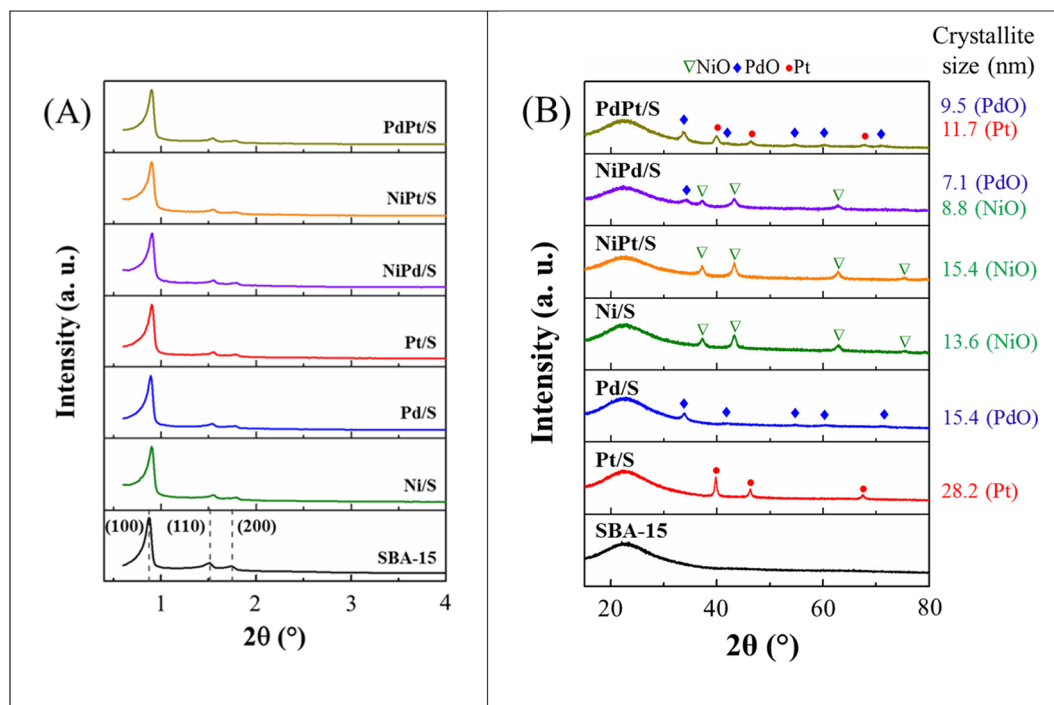 (A)
PdPt/S
NiPt/S
NiPd/S
Pt/S
Pd/S
Ni/S
(100) (110) (200)
SBA-15
Intensity (a. u.)
1 2 3 4
2θ (°)
(B)
▽NiO ♦PdO ●Pt
Crystallite
size (nm)
PdPt/S
9.5 (PdO)
11.7 (Pt)
NiPd/S
7.1 (PdO)
8.8 (NiO)
NiPt/S
15.4 (NiO)
Ni/S
13.6 (NiO)
Pd/S
15.4 (PdO)
Pt/S
28.2 (Pt)
SBA-15
Intensity (a. u.)
20 40 60 80
2θ (°)